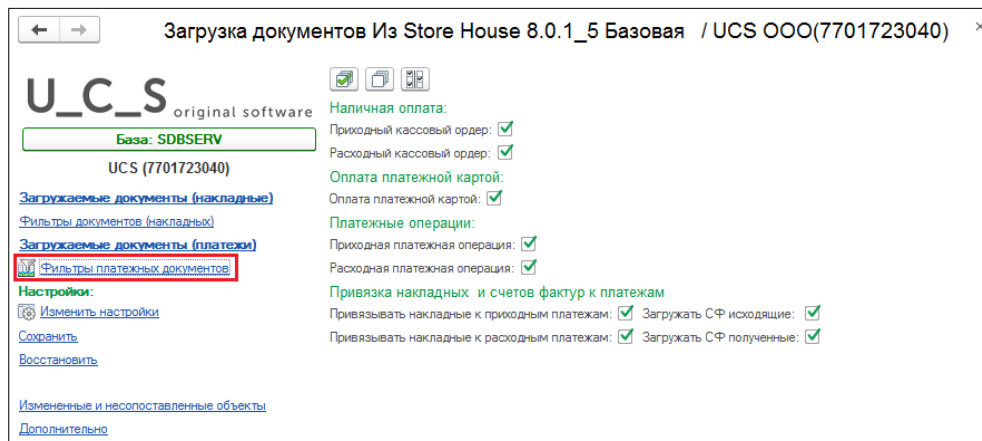 Загрузка документов Из Store House 8.0.1_5 Базовая / UCS ООО(7701723040)
U_C_S original software
База: SDBSERV
UCS (7701723040)
Загружаемые документы (накладные)
Фильтры документов (накладных)
Загружаемые документы (платежи)
Фильтры платежных документов
Настройки:
Изменить настройки
Сохранить
Восстановить
Измененные и несопоставленные объекты
Дополнительно
Наличная оплата:
Приходный кассовый ордер:
Расходный кассовый ордер:
Оплата платежной картой:
Оплата платежной картой:
Платежные операции:
Приходная платежная операция:
Расходная платежная операция:
Привязка накладных и счетов фактур к платежам
Привязывать накладные к приходным платежам: Загружать СФ исходящие:
Привязывать накладные к расходным платежам: Загружать СФ полученные: